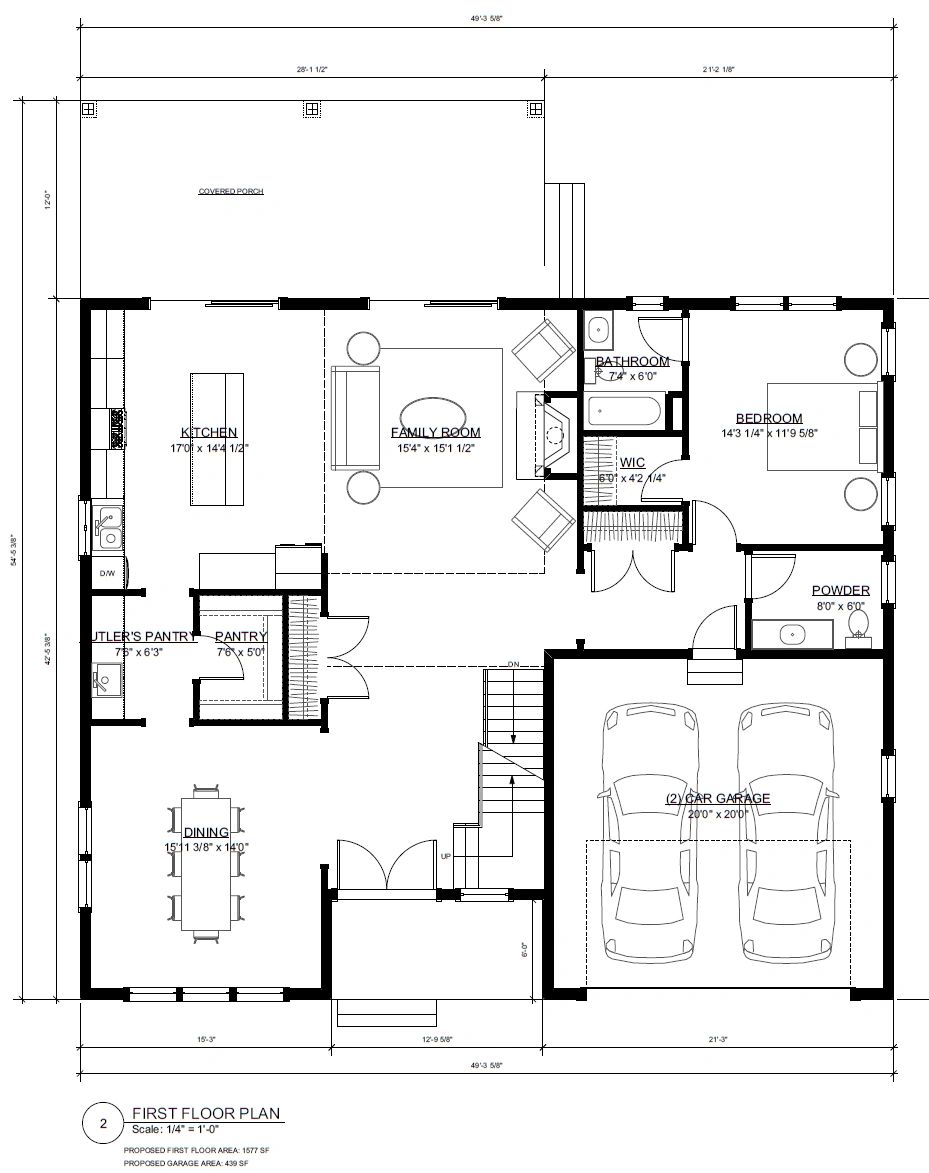 49'-3 5/8"
28'-1 1/2"
21'-2 1/8"
12'-0"
COVERED PORCH
BATHROOM
7'4" x 6'0"
KITCHEN
17'0" x 14'4 1/2"
FAMILY ROOM
15'4" x 15'1 1/2"
BEDROOM
14'3 1/4" x 11'9 5/8"
WIC
6'0" x 4'2 1/4"
54'-5 3/8"
D/W
POWDER
8'0" x 6'0"
UTLER'S PANTRY
7'6" x 6'3"
PANTRY
7'6" x 5'0"
42'-5 3/8"
DN
(2) CAR GARAGE
20'0" x 20'0"
DINING
15'11 3/8" x 14'0"
UP
6'-0"
15'-3"
12'-9 5/8"
21'-3"
49'-3 5/8"
2
FIRST FLOOR PLAN
Scale: 1/4" = 1'-0"
PROPOSED FIRST FLOOR AREA: 1577 SF
PROPOSED GARAGE AREA: 439 SF